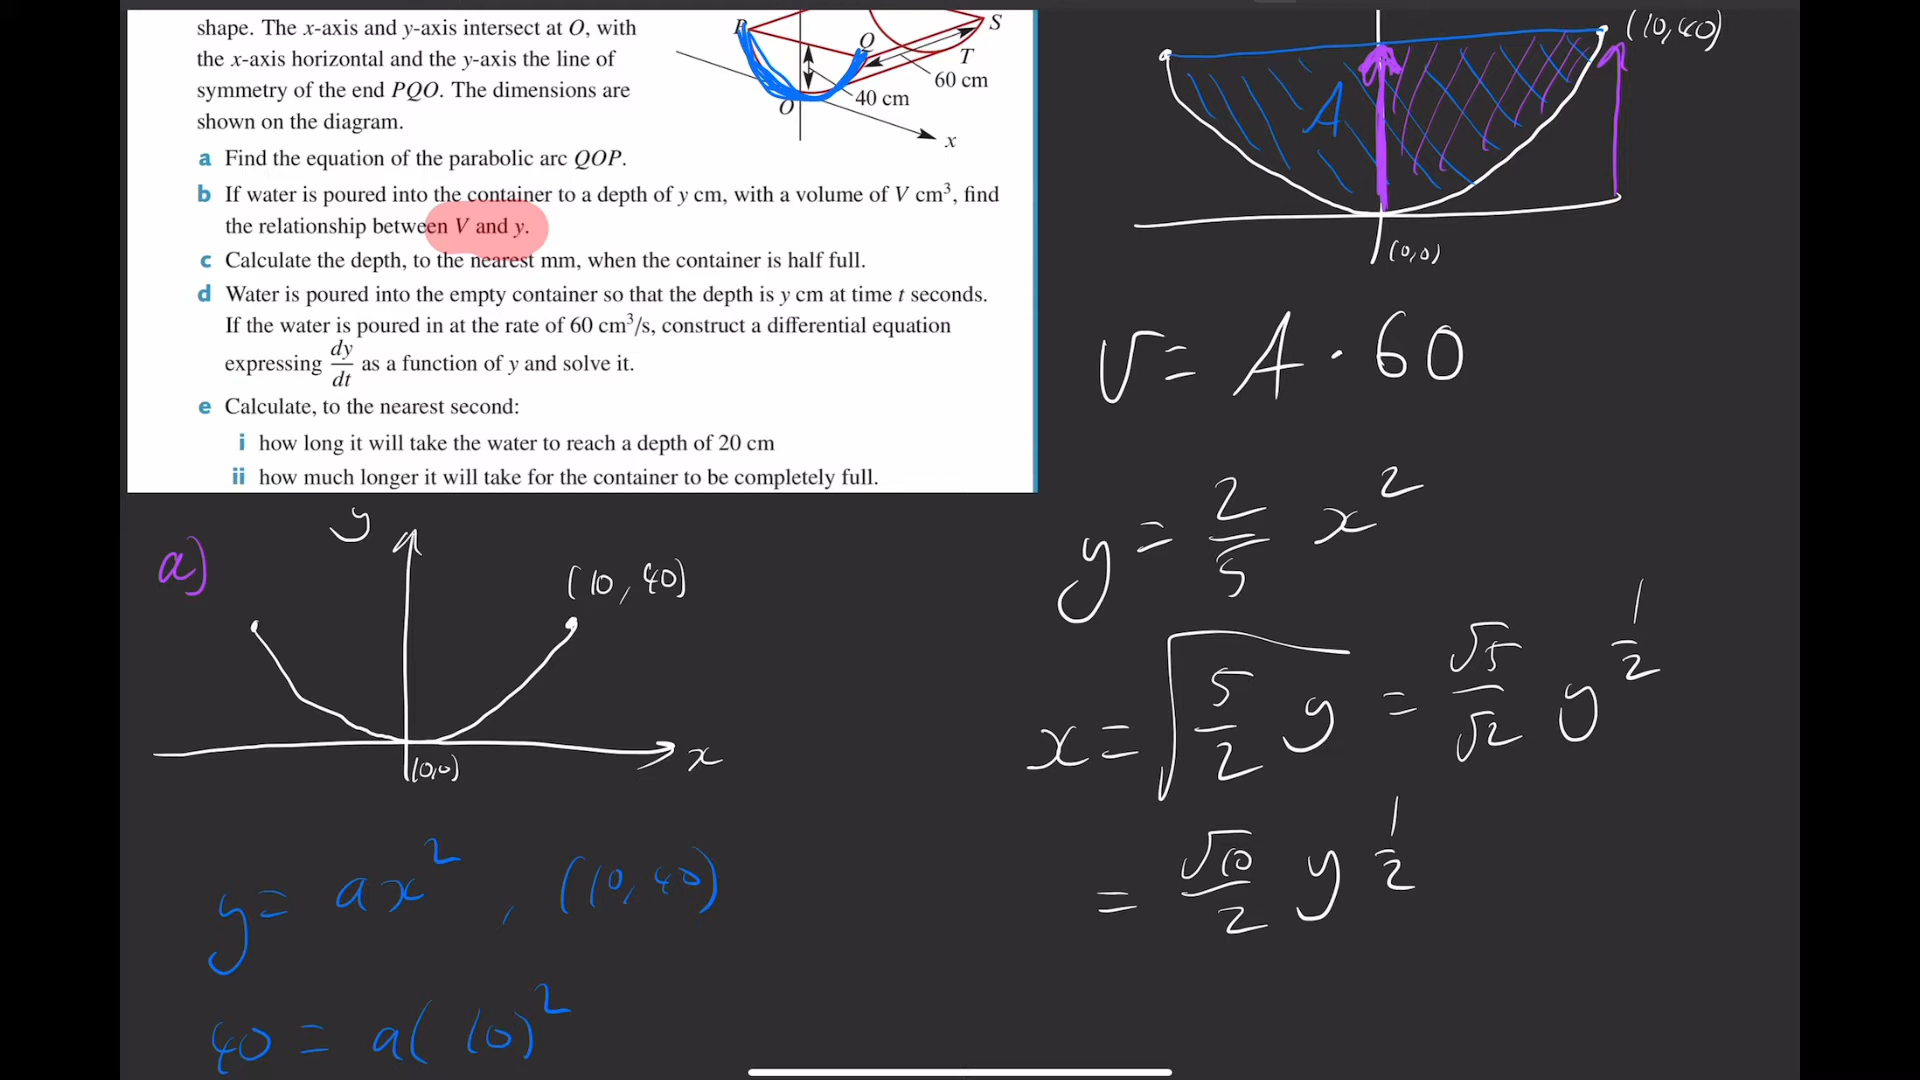 shape. The x-axis and y-axis intersect at O, with
the x-axis horizontal and the y-axis the line of
symmetry of the end PQO. The dimensions are
shown on the diagram.
P
Q
S
T
60 cm
40 cm
O
x
a Find the equation of the parabolic arc QOP.
b If water is poured into the container to a depth of y cm, with a volume of V cm³, find
the relationship between V and y.
c Calculate the depth, to the nearest mm, when the container is half full.
d Water is poured into the empty container so that the depth is y cm at time t seconds.
If the water is poured in at the rate of 60 cm³/s, construct a differential equation
expressing dy/dt as a function of y and solve it.
e Calculate, to the nearest second:
i how long it will take the water to reach a depth of 20 cm
ii how much longer it will take for the container to be completely full.
a)
y
(10, 40)
(0,0)
x
y = ax², (10,40)
40 = a(10)²
(10,40)
A
(0,0)
V = A · 60
y = 2/5 x²
x = √(5/2 y) = √5/√2 y^(1/2)
= √10/2 y^(1/2)